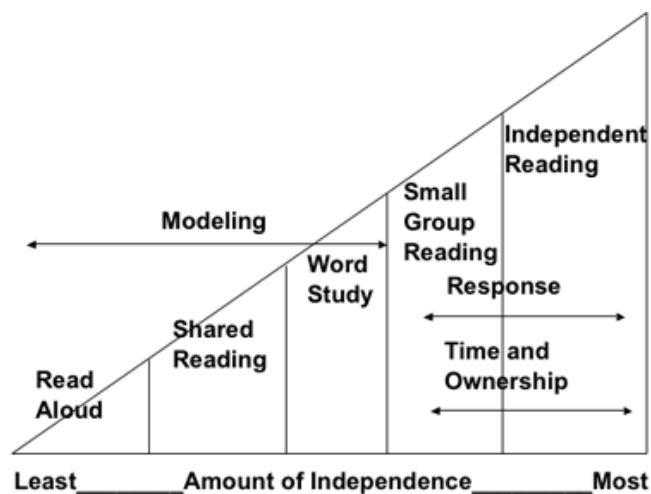 Independent
Reading
Small
Group
Reading
Modeling
Word
Study
Response
Shared
Reading
Time and
Ownership
Read
Aloud
Least________Amount of Independence_________Most